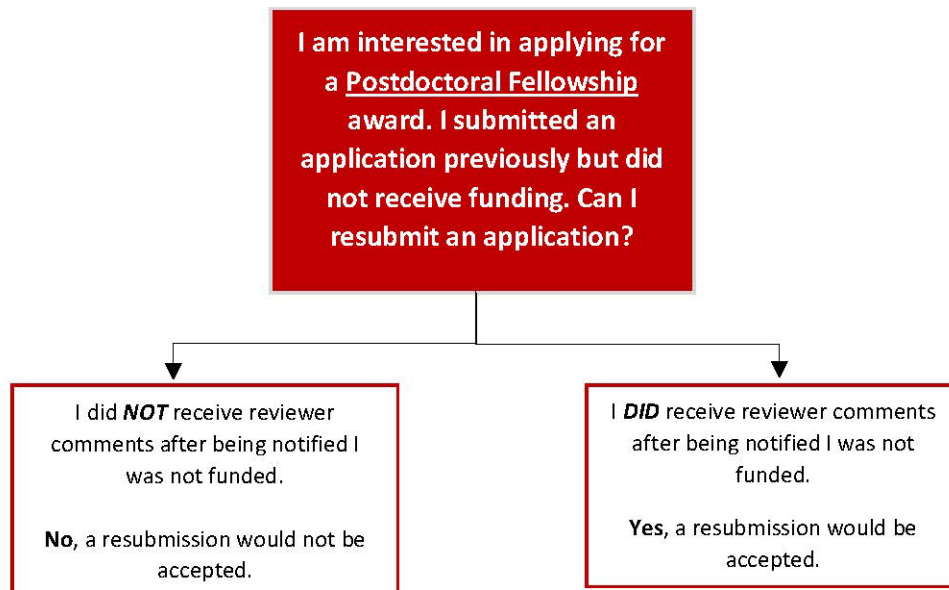 I am interested in applying for
a Postdoctoral Fellowship
award. I submitted an
application previously but did
not receive funding. Can I
resubmit an application?
I did NOT receive reviewer
comments after being notified I
was not funded.
No, a resubmission would not be
accepted.
I DID receive reviewer comments
after being notified I was not
funded.
Yes, a resubmission would be
accepted.